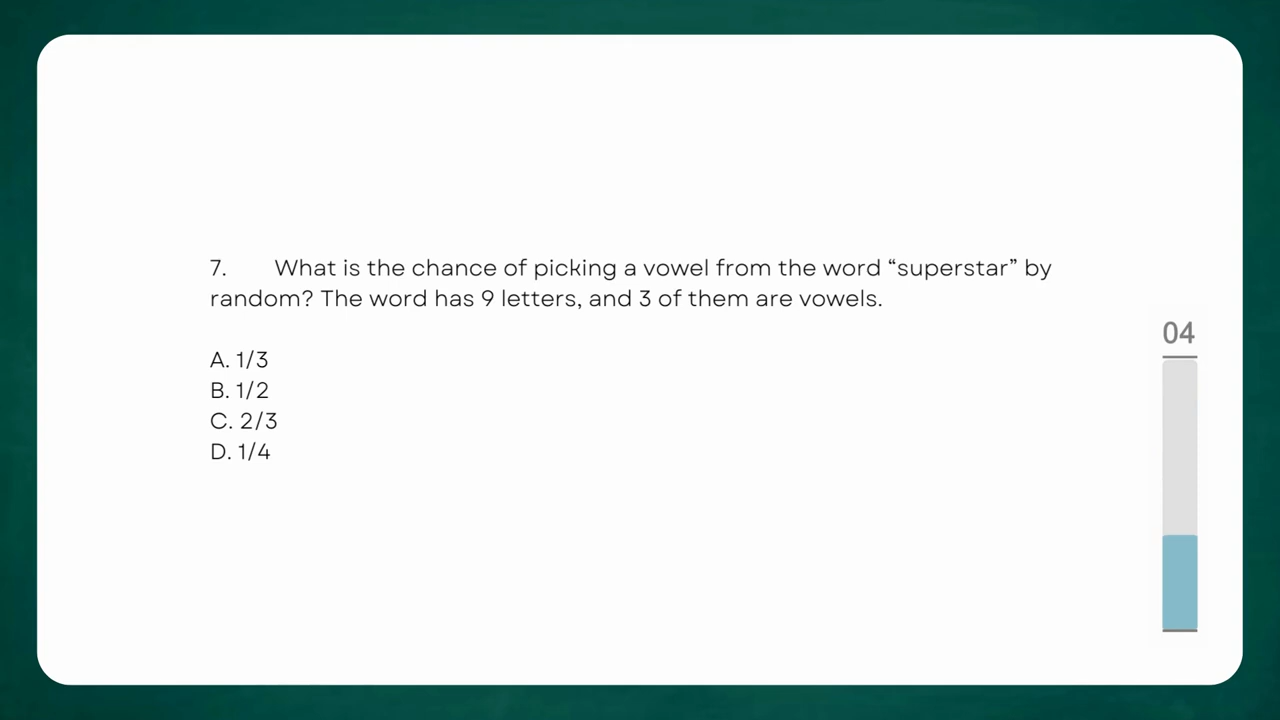 7. What is the chance of picking a vowel from the word “superstar” by
random? The word has 9 letters, and 3 of them are vowels.
A. 1/3
B. 1/2
C. 2/3
D. 1/4
04